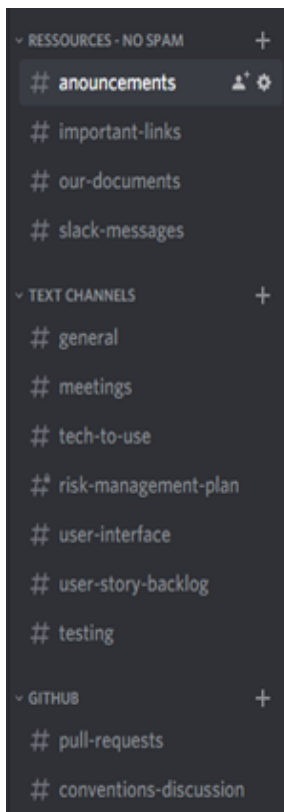 RESSOURCES - NO SPAM
# anouncements
# important-links
# our-documents
# slack-messages
TEXT CHANNELS
# general
# meetings
# tech-to-use
# risk-management-plan
# user-interface
# user-story-backlog
# testing
GITHUB
# pull-requests
# conventions-discussion